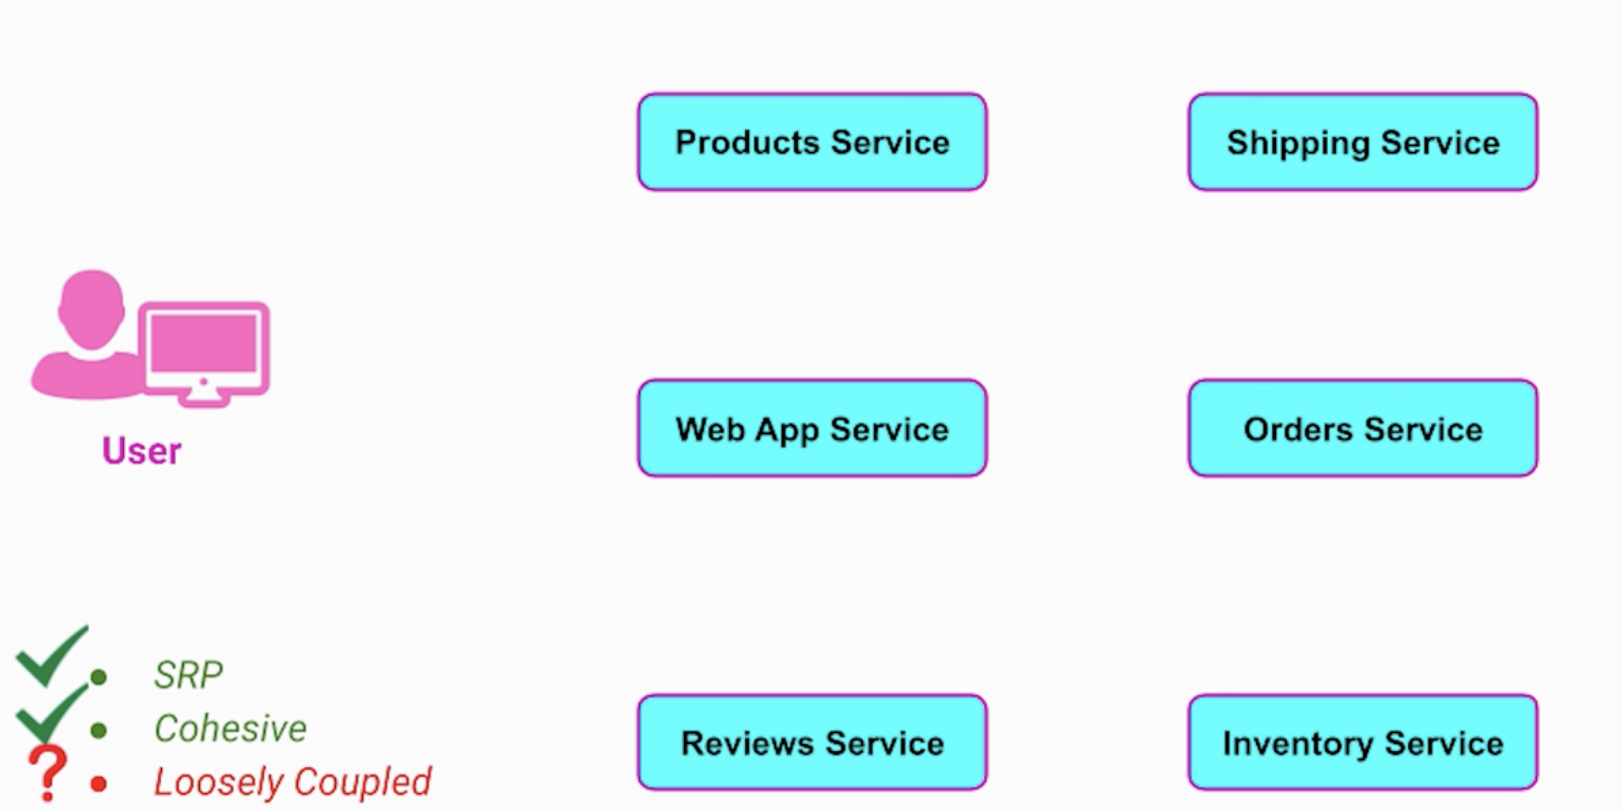 Products Service
Shipping Service
User
Web App Service
Orders Service
SRP
Cohesive
Loosely Coupled
Reviews Service
Inventory Service